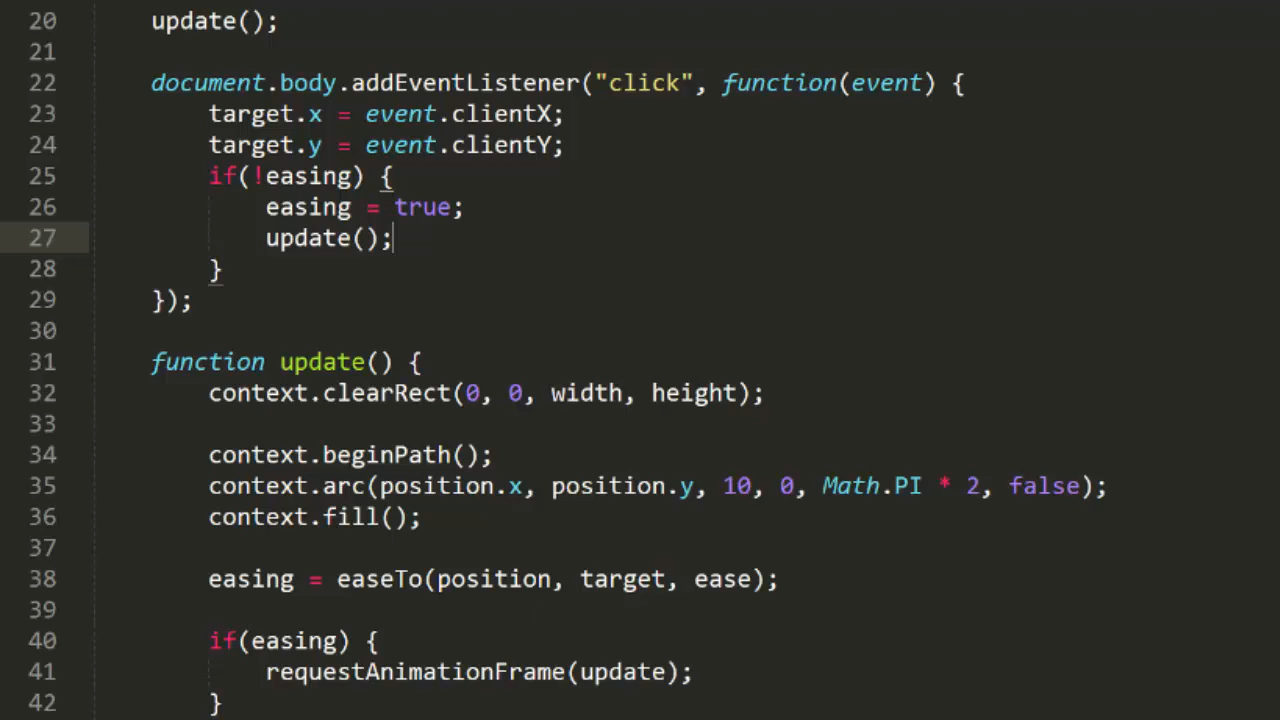 20 update();
21
22 document.body.addEventListener("click", function(event) {
23 target.x = event.clientX;
24 target.y = event.clientY;
25 if(!easing) {
26 easing = true;
27 update();
28 }
29 });
30
31 function update() {
32 context.clearRect(0, 0, width, height);
33
34 context.beginPath();
35 context.arc(position.x, position.y, 10, 0, Math.PI * 2, false);
36 context.fill();
37
38 easing = easeTo(position, target, ease);
39
40 if(easing) {
41 requestAnimationFrame(update);
42 }